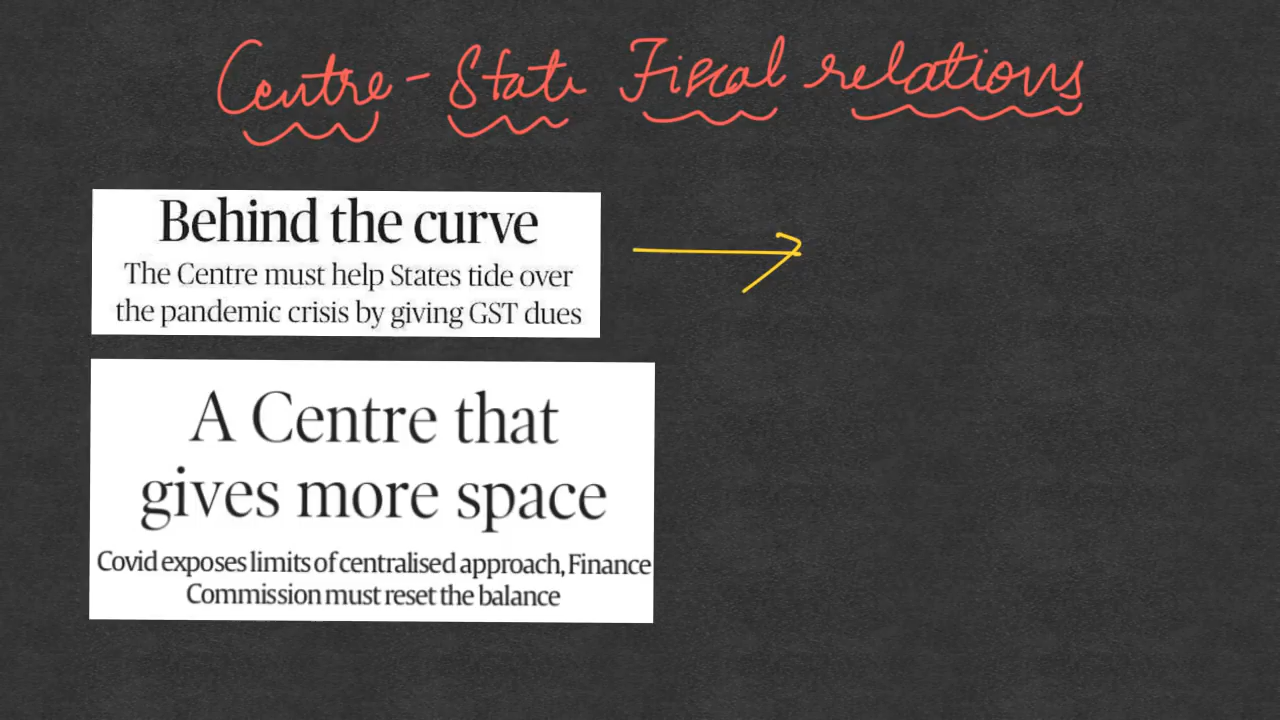 Centre - State Fiscal relations
Behind the curve
The Centre must help States tide over
the pandemic crisis by giving GST dues
A Centre that
gives more space
Covid exposes limits of centralised approach, Finance
Commission must reset the balance